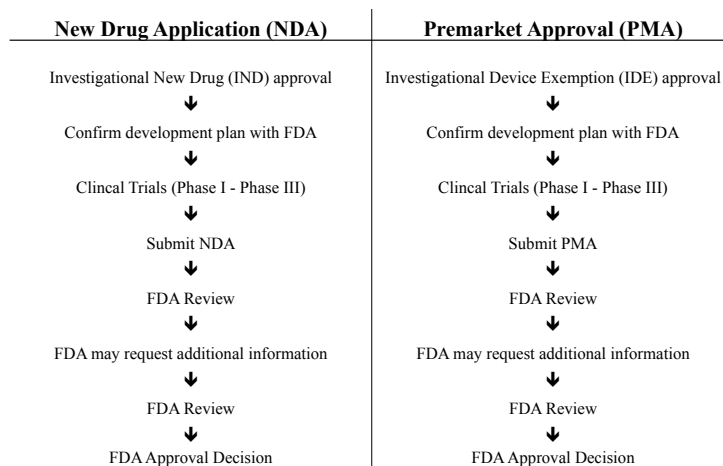 New Drug Application (NDA)
Investigational New Drug (IND) approval
Confirm development plan with FDA
Clincal Trials (Phase I - Phase III)
Submit NDA
FDA Review
FDA may request additional information
FDA Review
FDA Approval Decision
Premarket Approval (PMA)
Investigational Device Exemption (IDE) approval
Confirm development plan with FDA
Clincal Trials (Phase I - Phase III)
Submit PMA
FDA Review
FDA may request additional information
FDA Review
FDA Approval Decision